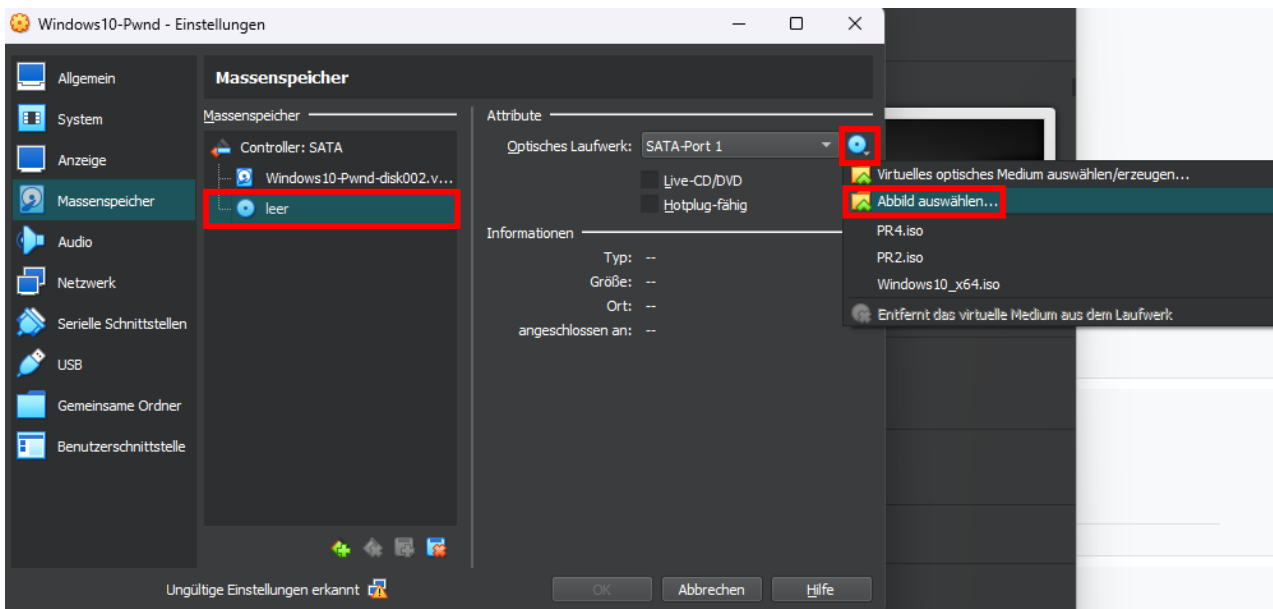 Windows10-Pwnd - Einstellungen
Allgemein
System
Anzeige
Massenspeicher
Audio
Netzwerk
Serielle Schnittstellen
USB
Gemeinsame Ordner
Benutzerschnittstelle
Massenspeicher
Massenspeicher
Controller: SATA
Windows10-Pwnd-disk002.v...
leer
Attribute
Optisches Laufwerk: SATA-Port 1
Live-CD/DVD
Hotplug-fähig
Informationen
Typ: --
Größe: --
Ort: --
angeschlossen an: --
Virtuelles optisches Medium auswählen/erzeugen...
Abbild auswählen...
PR4.iso
PR2.iso
Windows10_x64.iso
Entfernt das virtuelle Medium aus dem Laufwerk
Ungültige Einstellungen erkannt
OK Abbrechen Hilfe